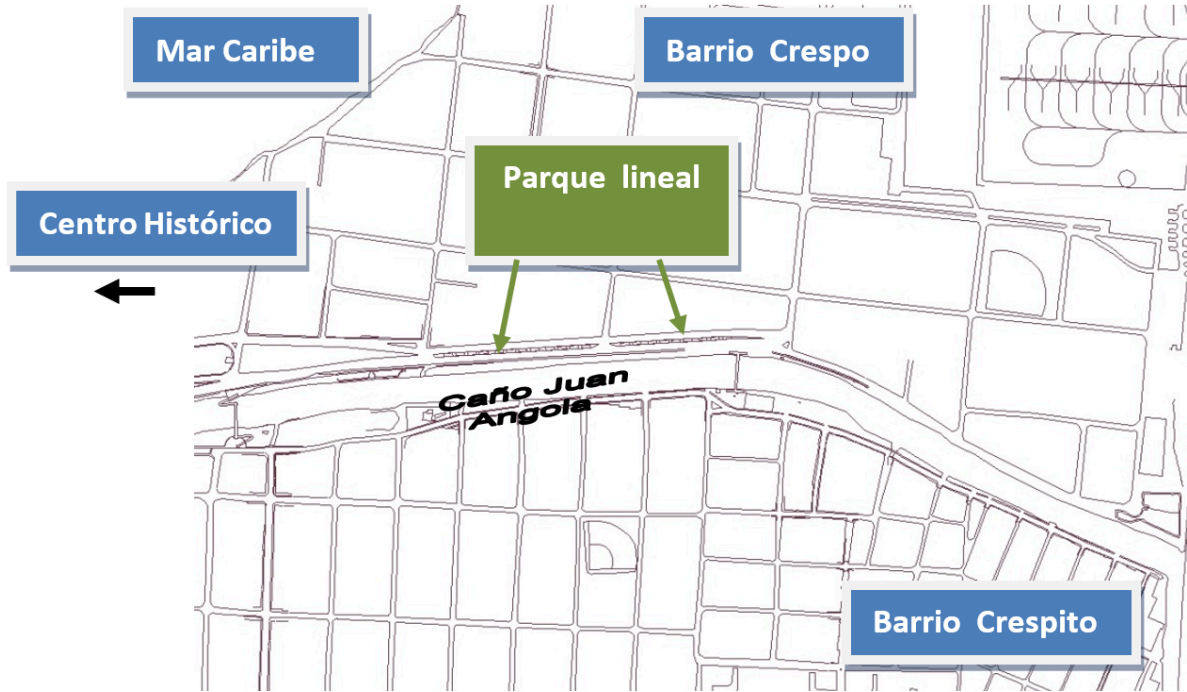 Mar Caribe
Barrio Crespo
Parque lineal
Centro Histórico
Caño Juan
Angola
Barrio Crespito